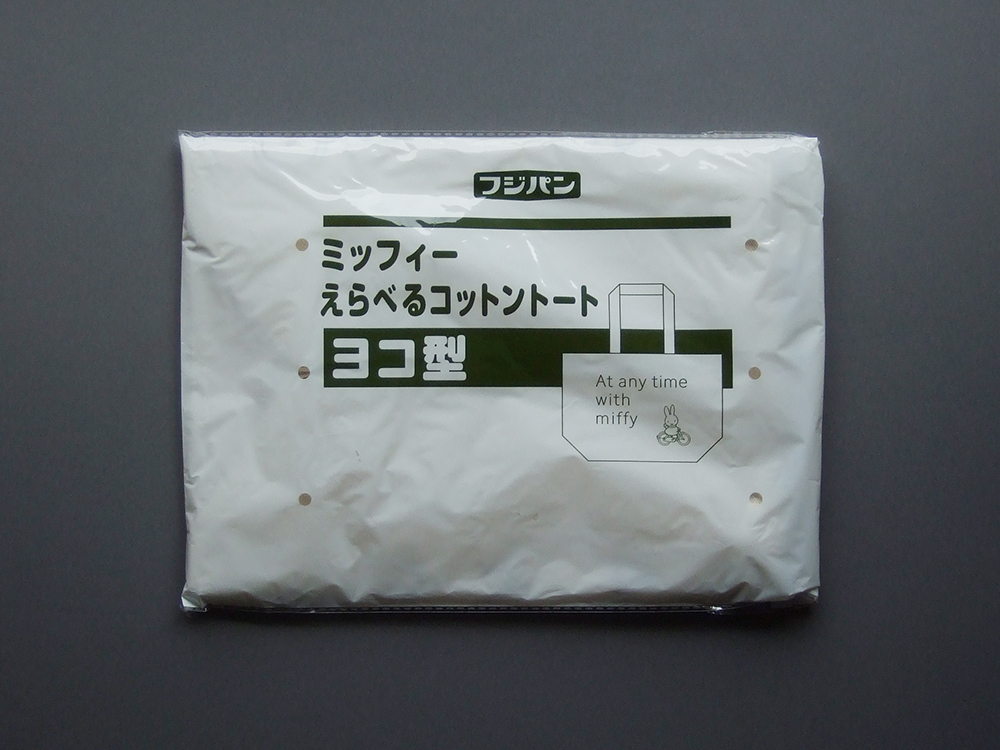 フジパン
ミッフィー
えらべるコットントート
ヨコ型
At any time
with
miffy